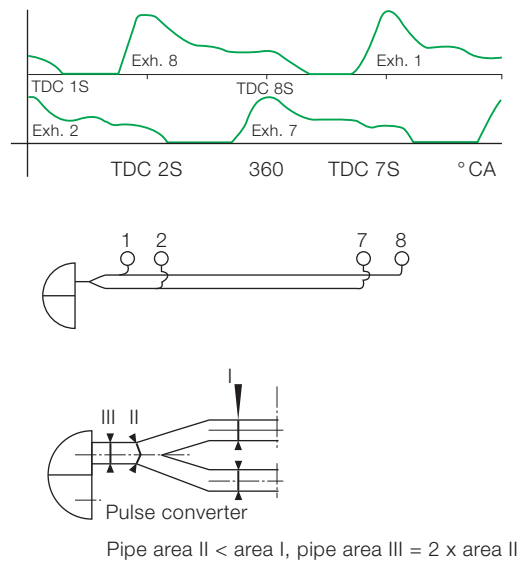 Exh. 8
Exh. 1
TDC 1S
TDC 8S
Exh. 2
Exh. 7
TDC 2S 360 TDC 7S °CA
1 2 7 8
I
III II
Pulse converter
Pipe area II < area I, pipe area III = 2 x area II